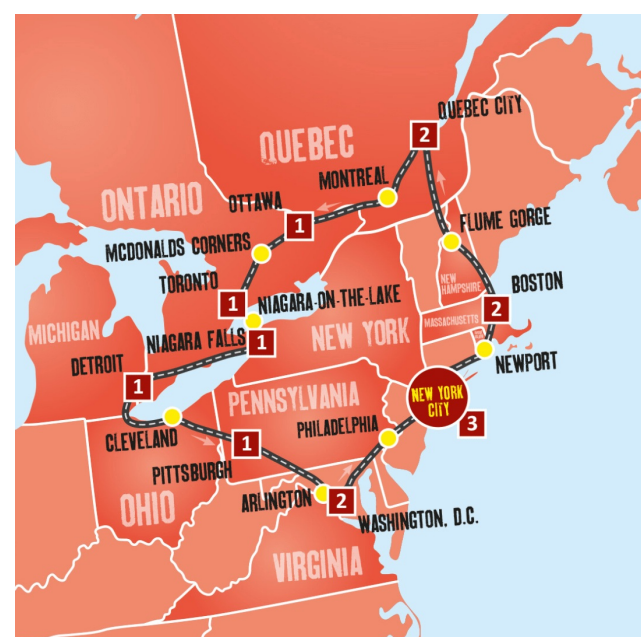 QUEBEC CITY
2
QUEBEC
MONTREAL
ONTARIO
OTTAWA
1
FLUME GORGE
MCDONALDS CORNERS
TORONTO
1
NIAGARA-ON-THE-LAKE
NEW
HAMPSHIRE
BOSTON
2
MASSACHUSETTS
MICHIGAN
NIAGARA FALLS
1
NEW YORK
DETROIT
1
NEWPORT
PENNSYLVANIA
NEW YORK
CITY
3
CLEVELAND
PHILADELPHIA
1
PITTSBURGH
OHIO
ARLINGTON
2
WASHINGTON, D.C.
VIRGINIA